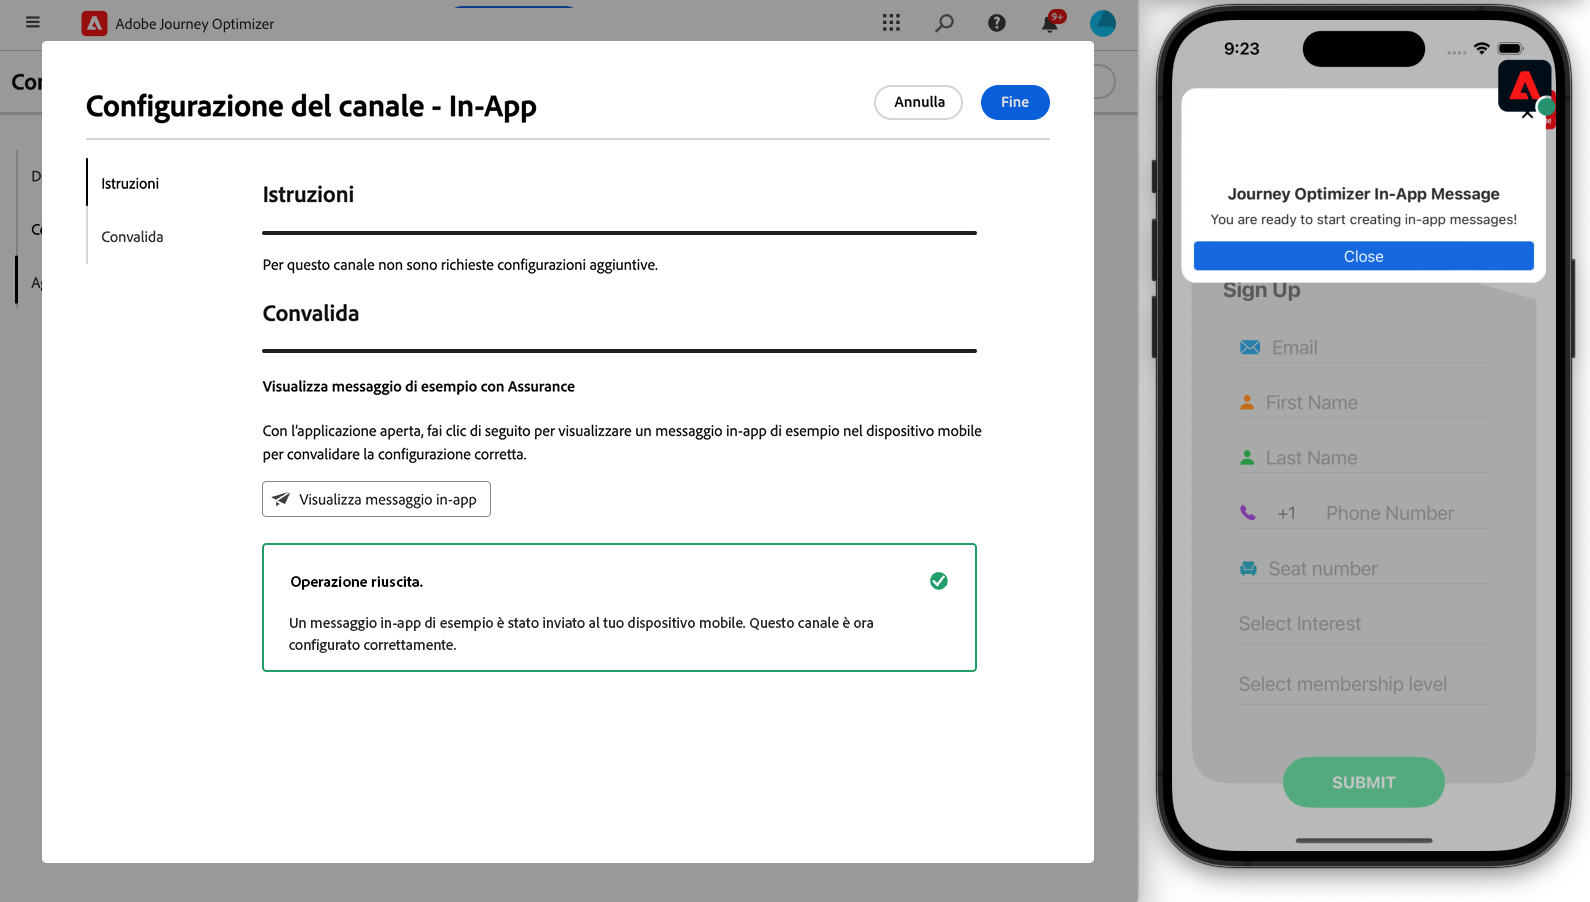 Adobe Journey Optimizer
9+
Con
Configurazione del canale - In-App
Annulla
Fine
D
Co
Ag
Istruzioni
Convalida
Istruzioni
Per questo canale non sono richieste configurazioni aggiuntive.
Convalida
Visualizza messaggio di esempio con Assurance
Con l'applicazione aperta, fai clic di seguito per visualizzare un messaggio in-app di esempio nel dispositivo mobile
per convalidare la configurazione corretta.
Visualizza messaggio in-app
Operazione riuscita.
Un messaggio in-app di esempio è stato inviato al tuo dispositivo mobile. Questo canale è ora
configurato correttamente.
9:23
Journey Optimizer In-App Message
You are ready to start creating in-app messages!
Close
Sign Up
Email
First Name
Last Name
+1 Phone Number
Seat number
Select Interest
Select membership level
SUBMIT